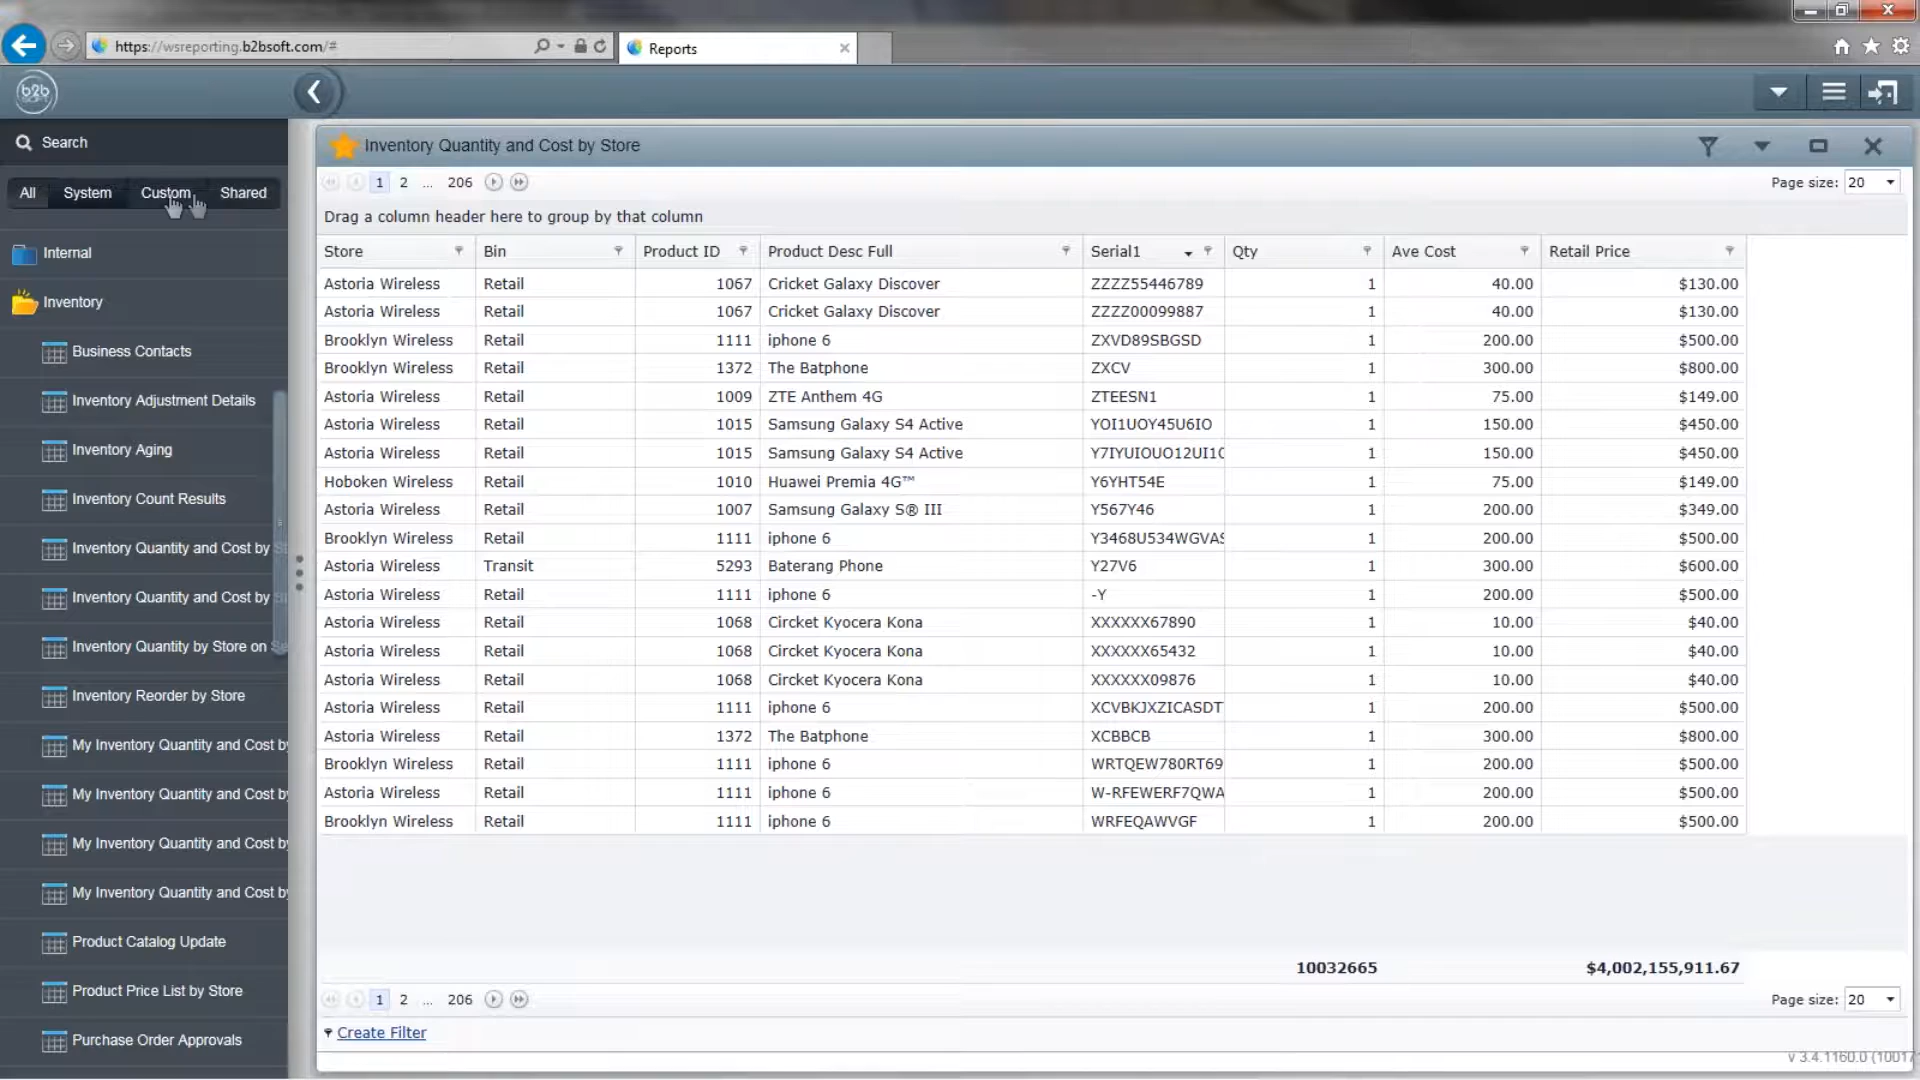 https://wsreporting.b2bsoft.com/#
Reports
b2b
SOFT
Search
All System Custom Shared
Internal
Inventory
Business Contacts
Inventory Adjustment Details
Inventory Aging
Inventory Count Results
Inventory Quantity and Cost by
Inventory Quantity and Cost by
Inventory Quantity by Store on
Inventory Reorder by Store
My Inventory Quantity and Cost by
My Inventory Quantity and Cost by
My Inventory Quantity and Cost by
My Inventory Quantity and Cost by
Product Catalog Update
Product Price List by Store
Purchase Order Approvals
Inventory Quantity and Cost by Store
1 2 ... 206 Page size: 20
Drag a column header here to group by that column
Store Bin Product ID Product Desc Full Serial1 Qty Ave Cost Retail Price
Astoria Wireless Retail 1067 Cricket Galaxy Discover ZZZZ55446789 1 40.00 $130.00
Astoria Wireless Retail 1067 Cricket Galaxy Discover ZZZZ00099887 1 40.00 $130.00
Brooklyn Wireless Retail 1111 iphone 6 ZXVD89SBGSD 1 200.00 $500.00
Brooklyn Wireless Retail 1372 The Batphone ZXCV 1 300.00 $800.00
Astoria Wireless Retail 1009 ZTE Anthem 4G ZTEESN1 1 75.00 $149.00
Astoria Wireless Retail 1015 Samsung Galaxy S4 Active YOI1UOY45U6IO 1 150.00 $450.00
Astoria Wireless Retail 1015 Samsung Galaxy S4 Active Y7IYUIOUO12UI1 1 150.00 $450.00
Hoboken Wireless Retail 1010 Huawei Premia 4G™ Y6YHT54E 1 75.00 $149.00
Astoria Wireless Retail 1007 Samsung Galaxy S® III Y567Y46 1 200.00 $349.00
Brooklyn Wireless Retail 1111 iphone 6 Y3468U534WGVAS 1 200.00 $500.00
Astoria Wireless Transit 5293 Baterang Phone Y27V6 1 300.00 $600.00
Astoria Wireless Retail 1111 iphone 6 -Y 1 200.00 $500.00
Astoria Wireless Retail 1068 Circket Kyocera Kona XXXXXX67890 1 10.00 $40.00
Astoria Wireless Retail 1068 Circket Kyocera Kona XXXXXX65432 1 10.00 $40.00
Astoria Wireless Retail 1068 Circket Kyocera Kona XXXXXX09876 1 10.00 $40.00
Astoria Wireless Retail 1111 iphone 6 XCVBKJXZICASDT 1 200.00 $500.00
Astoria Wireless Retail 1372 The Batphone XCBBCB 1 300.00 $800.00
Brooklyn Wireless Retail 1111 iphone 6 WRTQEW780RT69 1 200.00 $500.00
Astoria Wireless Retail 1111 iphone 6 W-RFEWERF7QWA 1 200.00 $500.00
Brooklyn Wireless Retail 1111 iphone 6 WRFEQAWVGF 1 200.00 $500.00
10032665 $4,002,155,911.67
1 2 ... 206 Page size: 20
Create Filter
v 3.4.1160.0 (10017